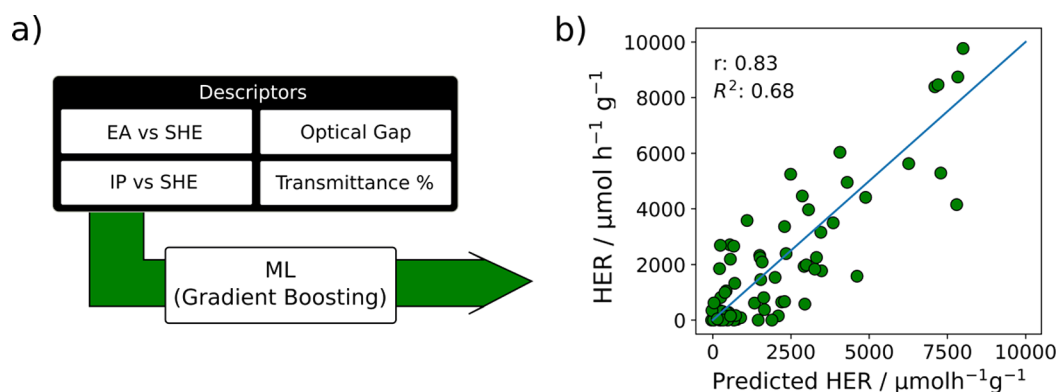 a)
Descriptors
EA vs SHE
Optical Gap
IP vs SHE
Transmittance %
ML
(Gradient Boosting)
b)
r: 0.83
R²: 0.68
HER / μmol h⁻¹ g⁻¹
10000
8000
6000
4000
2000
0
0 2500 5000 7500 10000
Predicted HER / μmolh⁻¹g⁻¹